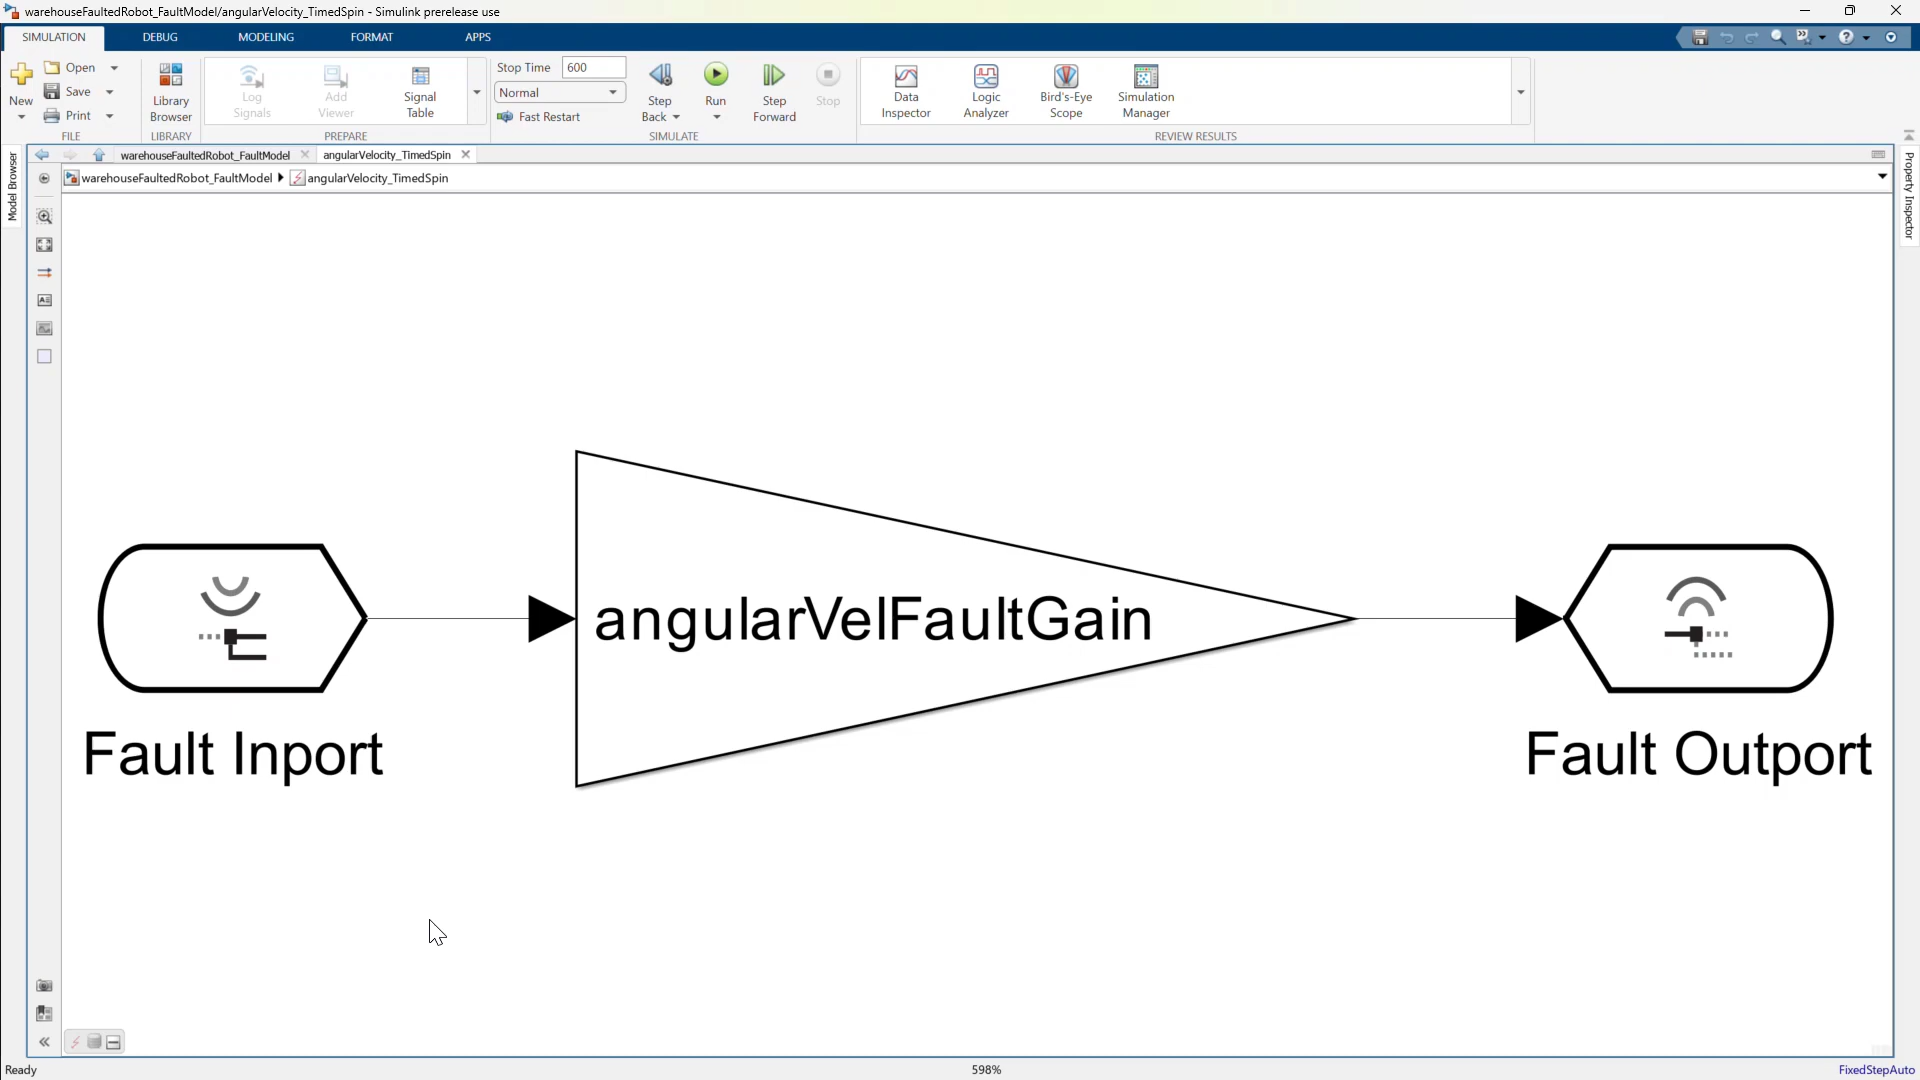 warehouseFaultedRobot_FaultModel/angularVelocity_TimedSpin - Simulink prerelease use
SIMULATION
DEBUG
MODELING
FORMAT
APPS
New
Open
Save
Print
FILE
Library
Browser
LIBRARY
Log
Signals
Add
Viewer
Signal
Table
PREPARE
Stop Time 600
Normal
Fast Restart
Step
Back
Run
Step
Forward
Stop
SIMULATE
Data
Inspector
Logic
Analyzer
Bird's-Eye
Scope
Simulation
Manager
REVIEW RESULTS
Model Browser
warehouseFaultedRobot_FaultModel
angularVelocity_TimedSpin
warehouseFaultedRobot_FaultModel
angularVelocity_TimedSpin
Property Inspector
angularVelFaultGain
Fault Inport
Fault Outport
Ready
598%
FixedStepAuto